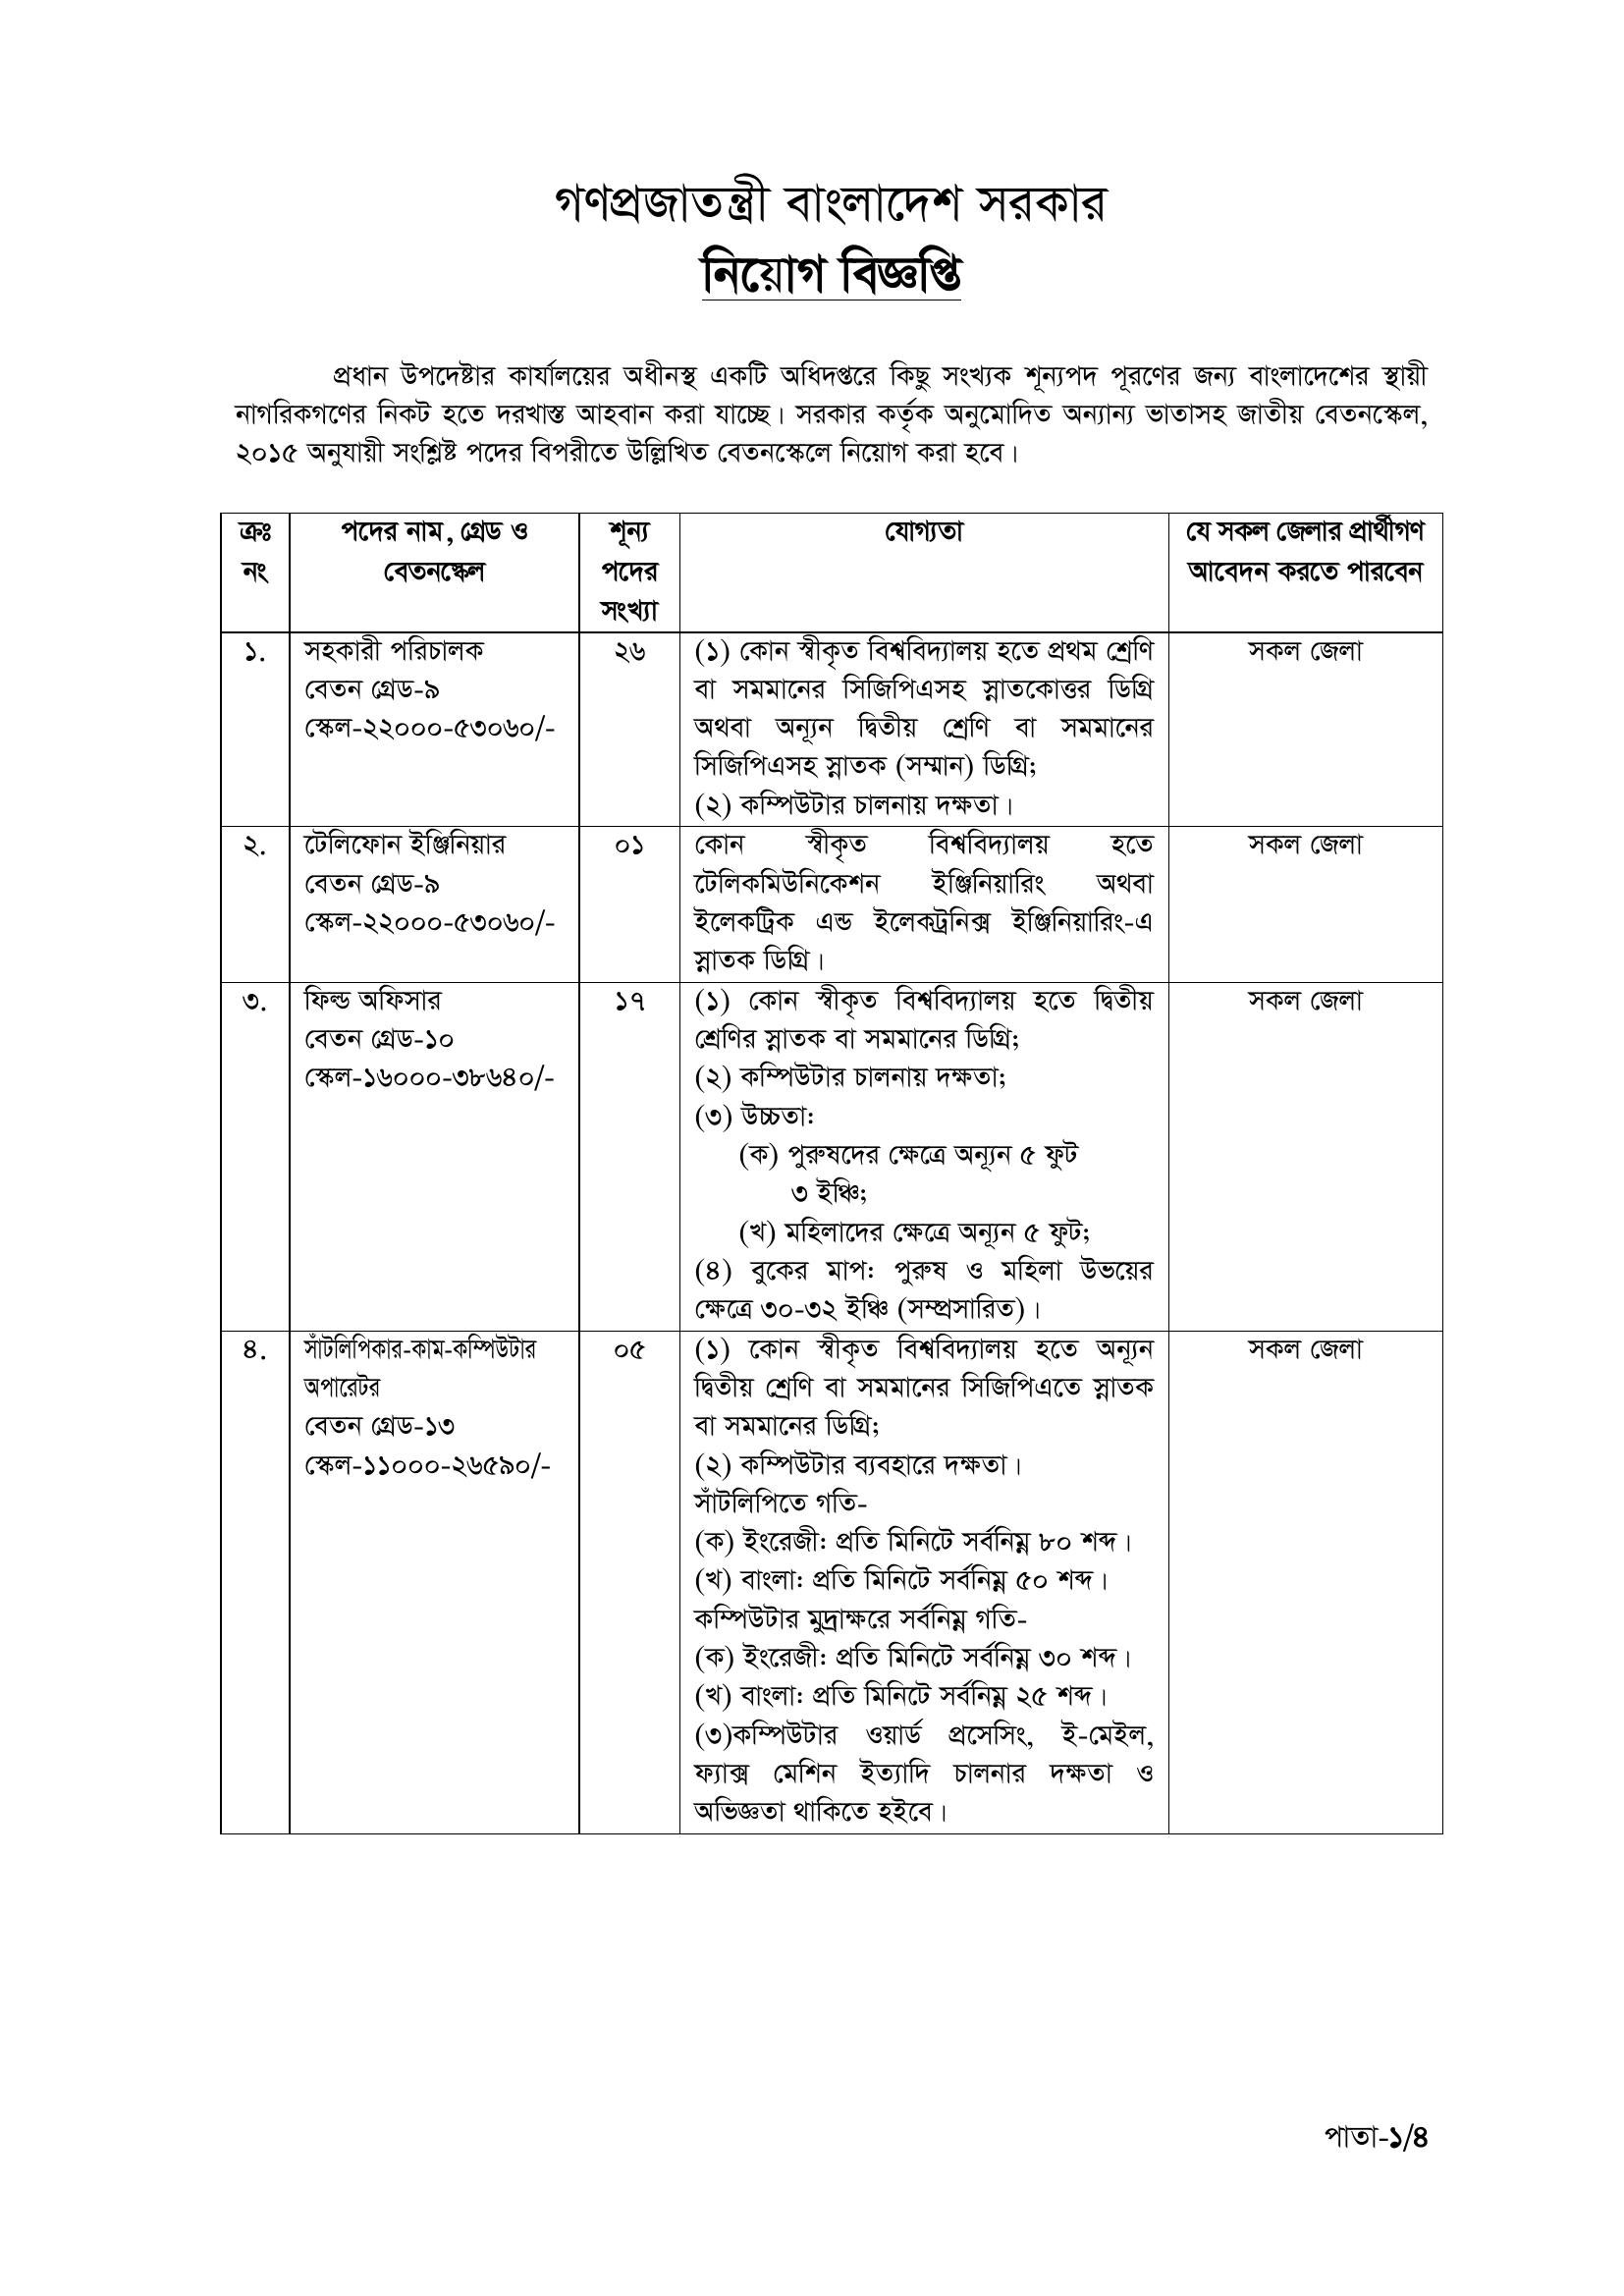 গণপ্রজাতন্ত্রী বাংলাদেশ সরকার
নিয়োগ বিজ্ঞপ্তি
প্রধান উপদেষ্টার কার্যালয়ের অধীনস্থ একটি অধিদপ্তরে কিছু সংখ্যক শূন্যপদ পূরণের জন্য বাংলাদেশের স্থায়ী
নাগরিকগণের নিকট হতে দরখাস্ত আহবান করা যাচ্ছে। সরকার কর্তৃক অনুমোদিত অন্যান্য ভাতাসহ জাতীয় বেতনস্কেল,
২০১৫ অনুযায়ী সংশ্লিষ্ট পদের বিপরীতে উল্লিখিত বেতনস্কেলে নিয়োগ করা হবে।
ক্রঃ
নং
পদের নাম, গ্রেড ও
বেতনস্কেল
শূন্য
পদের
সংখ্যা
যোগ্যতা
যে সকল জেলার প্রার্থীগণ
আবেদন করতে পারবেন
১.
সহকারী পরিচালক
বেতন গ্রেড-৯
স্কেল-২২০০০-৫৩০৬০/-
২৬
(১) কোন স্বীকৃত বিশ্ববিদ্যালয় হতে প্রথম শ্রেণি
বা সমমানের সিজিপিএসহ স্নাতকোত্তর ডিগ্রি
অথবা অন্যূন দ্বিতীয় শ্রেণি বা সমমানের
সিজিপিএসহ স্নাতক (সম্মান) ডিগ্রি;
(২) কম্পিউটার চালনায় দক্ষতা।
সকল জেলা
২.
টেলিফোন ইঞ্জিনিয়ার
বেতন গ্রেড-৯
স্কেল-২২০০০-৫৩০৬০/-
০১
কোন স্বীকৃত বিশ্ববিদ্যালয় হতে
টেলিকমিউনিকেশন ইঞ্জিনিয়ারিং অথবা
ইলেকট্রিক এন্ড ইলেকট্রনিক্স ইঞ্জিনিয়ারিং-এ
স্নাতক ডিগ্রি।
সকল জেলা
৩.
ফিল্ড অফিসার
বেতন গ্রেড-১০
স্কেল-১৬০০০-৩৮৬৪০/-
১৭
(১) কোন স্বীকৃত বিশ্ববিদ্যালয় হতে দ্বিতীয়
শ্রেণির স্নাতক বা সমমানের ডিগ্রি;
(২) কম্পিউটার চালনায় দক্ষতা;
(৩) উচ্চতা:
(ক) পুরুষদের ক্ষেত্রে অন্যূন ৫ ফুট
৩ ইঞ্চি;
(খ) মহিলাদের ক্ষেত্রে অন্যূন ৫ ফুট;
(৪) বুকের মাপ: পুরুষ ও মহিলা উভয়ের
ক্ষেত্রে ৩০-৩২ ইঞ্চি (সম্প্রসারিত)।
সকল জেলা
৪.
সাঁটলিপিকার-কাম-কম্পিউটার
অপারেটর
বেতন গ্রেড-১৩
স্কেল-১১০০০-২৬৫৯০/-
০৫
(১) কোন স্বীকৃত বিশ্ববিদ্যালয় হতে অন্যূন
দ্বিতীয় শ্রেণি বা সমমানের সিজিপিএতে স্নাতক
বা সমমানের ডিগ্রি;
(২) কম্পিউটার ব্যবহারে দক্ষতা।
সাঁটলিপিতে গতি-
(ক) ইংরেজী: প্রতি মিনিটে সর্বনিম্ন ৮০ শব্দ।
(খ) বাংলা: প্রতি মিনিটে সর্বনিম্ন ৫০ শব্দ।
কম্পিউটার মুদ্রাক্ষরে সর্বনিম্ন গতি-
(ক) ইংরেজী: প্রতি মিনিটে সর্বনিম্ন ৩০ শব্দ।
(খ) বাংলা: প্রতি মিনিটে সর্বনিম্ন ২৫ শব্দ।
(৩)কম্পিউটার ওয়ার্ড প্রসেসিং, ই-মেইল,
ফ্যাক্স মেশিন ইত্যাদি চালনার দক্ষতা ও
অভিজ্ঞতা থাকিতে হইবে।
সকল জেলা
পাতা-১/৪